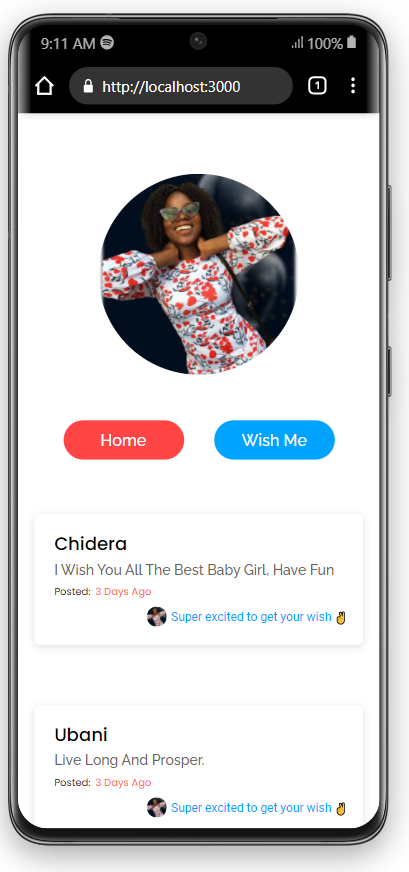 9:11 AM 100%
http://localhost:3000 1
Home Wish Me
Chidera
I Wish You All The Best Baby Girl, Have Fun
Posted: 3 Days Ago
Super excited to get your wish ✌
Ubani
Live Long And Prosper.
Posted: 3 Days Ago
Super excited to get your wish ✌